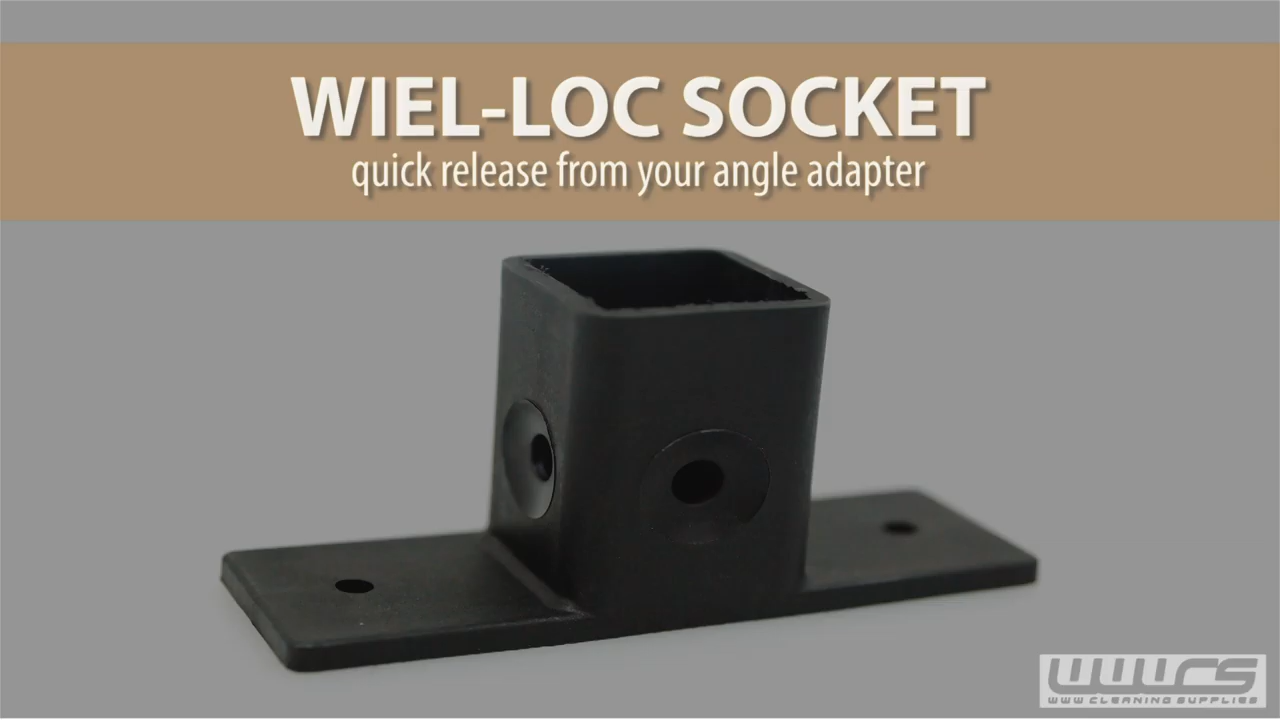 WIEL-LOC SOCKET
quick release from your angle adapter
WWRS
WWW CLEANING SUPPLIES